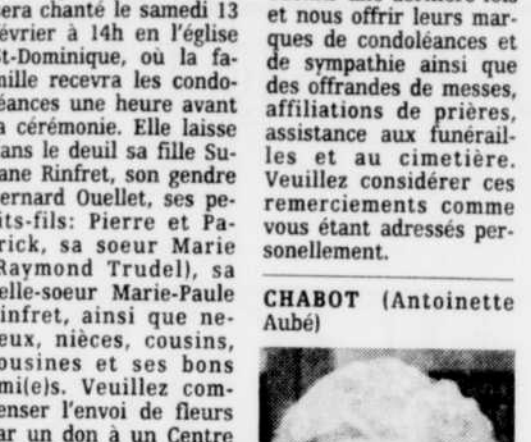 sera chanté le samedi 13
février à 14h en l'église
St-Dominique, où la fa-
mille recevra les condo-
léances une heure avant
la cérémonie. Elle laisse
dans le deuil sa fille Su-
zane Rinfret, son gendre
Bernard Ouellet, ses pe-
tits-fils: Pierre et Pa-
trick, sa soeur Marie
(Raymond Trudel), sa
belle-soeur Marie-Paule
Rinfret, ainsi que ne-
veux, nièces, cousins,
cousines et ses bons
ami(e)s. Veuillez com-
penser l'envoi de fleurs
par un don à un Centre
une dernière fois
et nous offrir leurs mar-
ques de condoléances et
de sympathie ainsi que
des offrandes de messes,
affiliations de prières,
assistance aux funérail-
les et au cimetière.
Veuillez considérer ces
remerciements comme
vous étant adressés per-
sonellement.
CHABOT (Antoinette
Aubé)